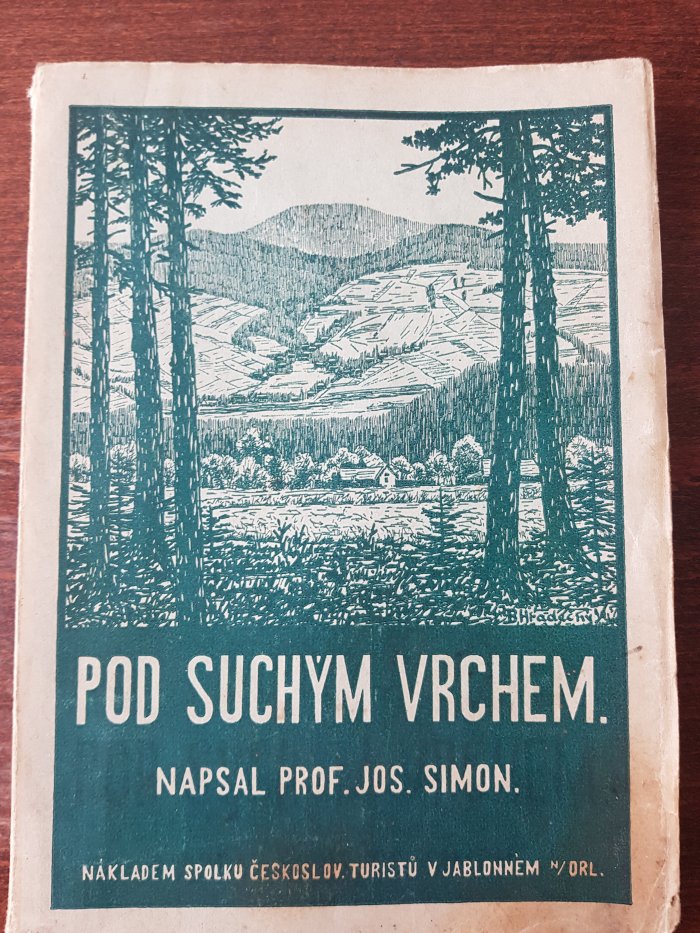 POD SUCHÝM VRCHEM.
NAPSAL PROF. JOS. SIMON.
NÁKLADEM SPOLKU ČESKOSLOV. TURISTŮ V JABLONNÉM N/ORL.